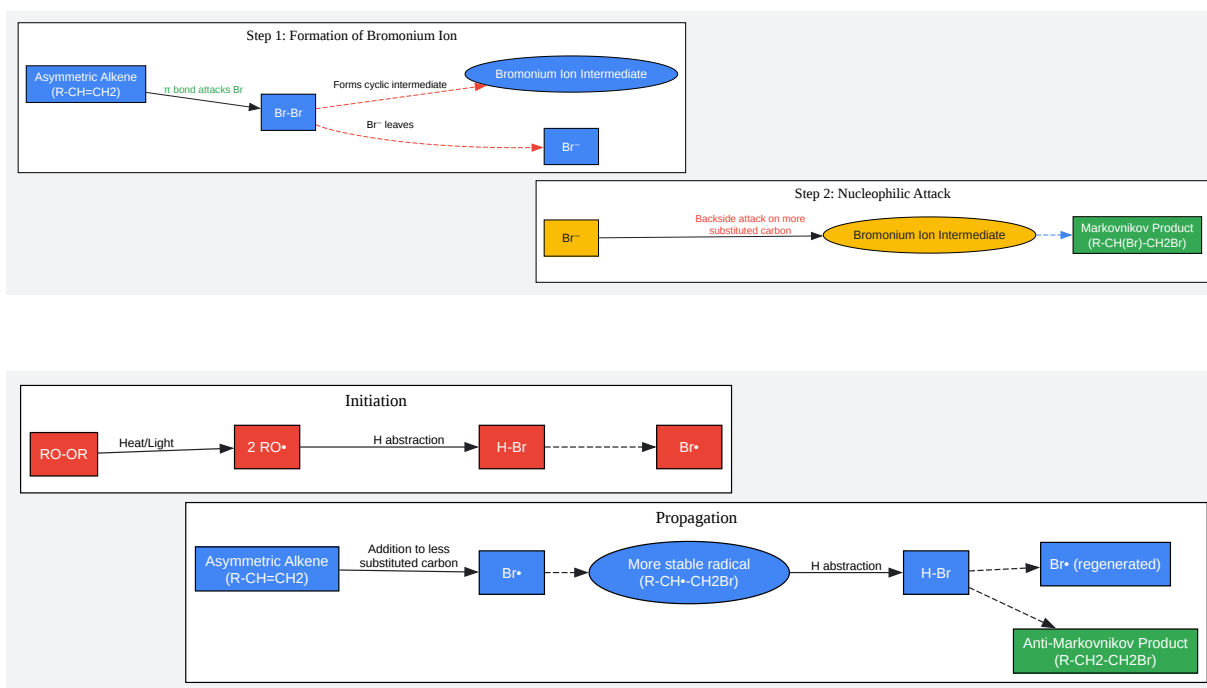 Step 1: Formation of Bromonium Ion
Asymmetric Alkene
(R-CH=CH2)
π bond attacks Br
Br-Br
Forms cyclic intermediate
Bromonium Ion Intermediate
Br⁻ leaves
Br⁻
Step 2: Nucleophilic Attack
Br⁻
Backside attack on more
substituted carbon
Bromonium Ion Intermediate
Markovnikov Product
(R-CH(Br)-CH2Br)
Initiation
RO-OR
Heat/Light
2 RO•
H abstraction
H-Br
Br•
Propagation
Asymmetric Alkene
(R-CH=CH2)
Addition to less
substituted carbon
Br•
More stable radical
(R-CH•-CH2Br)
H abstraction
H-Br
Br• (regenerated)
Anti-Markovnikov Product
(R-CH2-CH2Br)